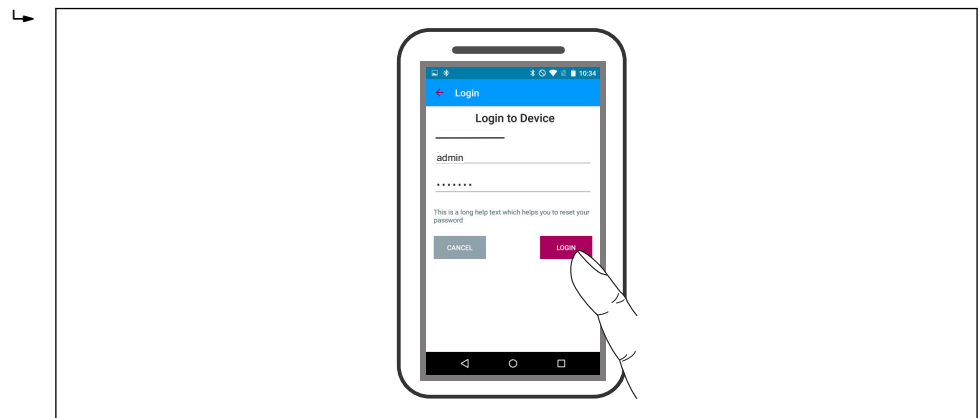 10:34
Login
Login to Device
admin
.......
This is a long help text which helps you to reset your
password
CANCEL LOGIN